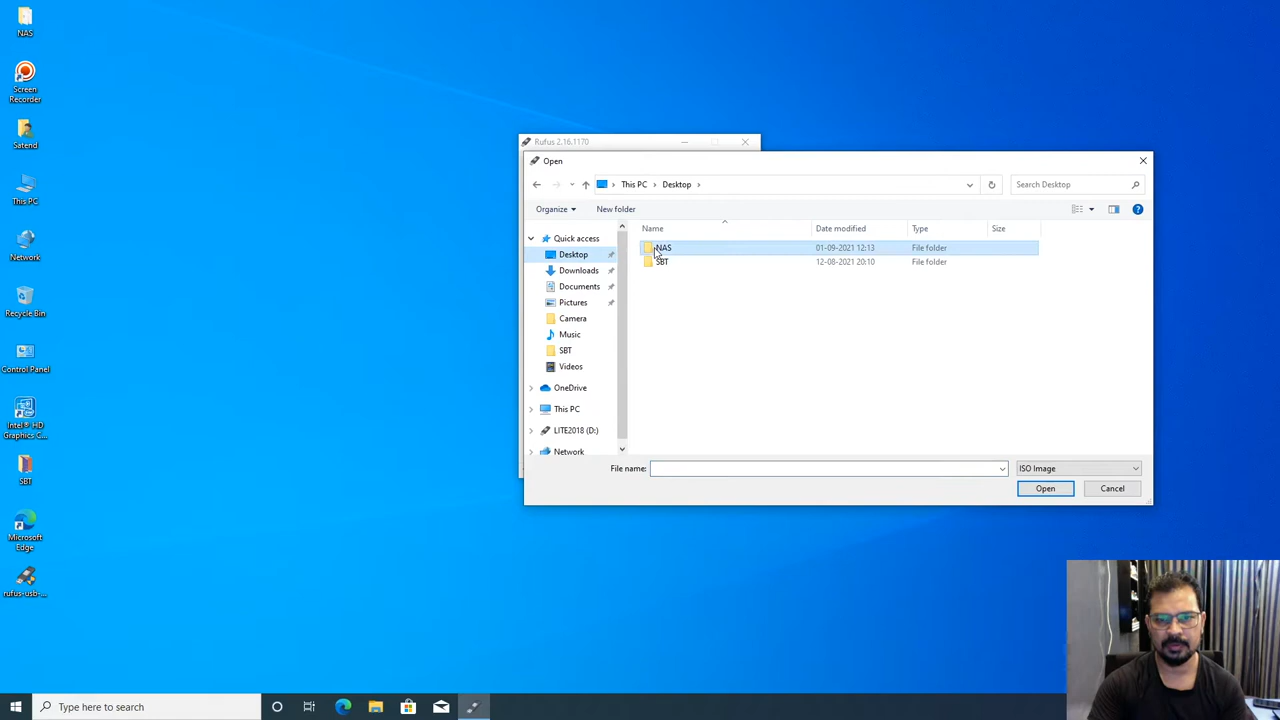 NAS
Screen
Recorder
Satend
This PC
Network
Recycle Bin
Control Panel
Intel® HD
Graphics C...
SBT
Microsoft
Edge
rufus-usb-...
Rufus 2.16.1170
Open
This PC > Desktop >
Search Desktop
Organize
New folder
Name Date modified Type Size
NAS 01-09-2021 12:13 File folder
SBT 12-08-2021 20:10 File folder
Quick access
Desktop
Downloads
Documents
Pictures
Camera
Music
SBT
Videos
OneDrive
This PC
LITE2018 (D:)
Network
File name:
ISO Image
Open
Cancel
Type here to search